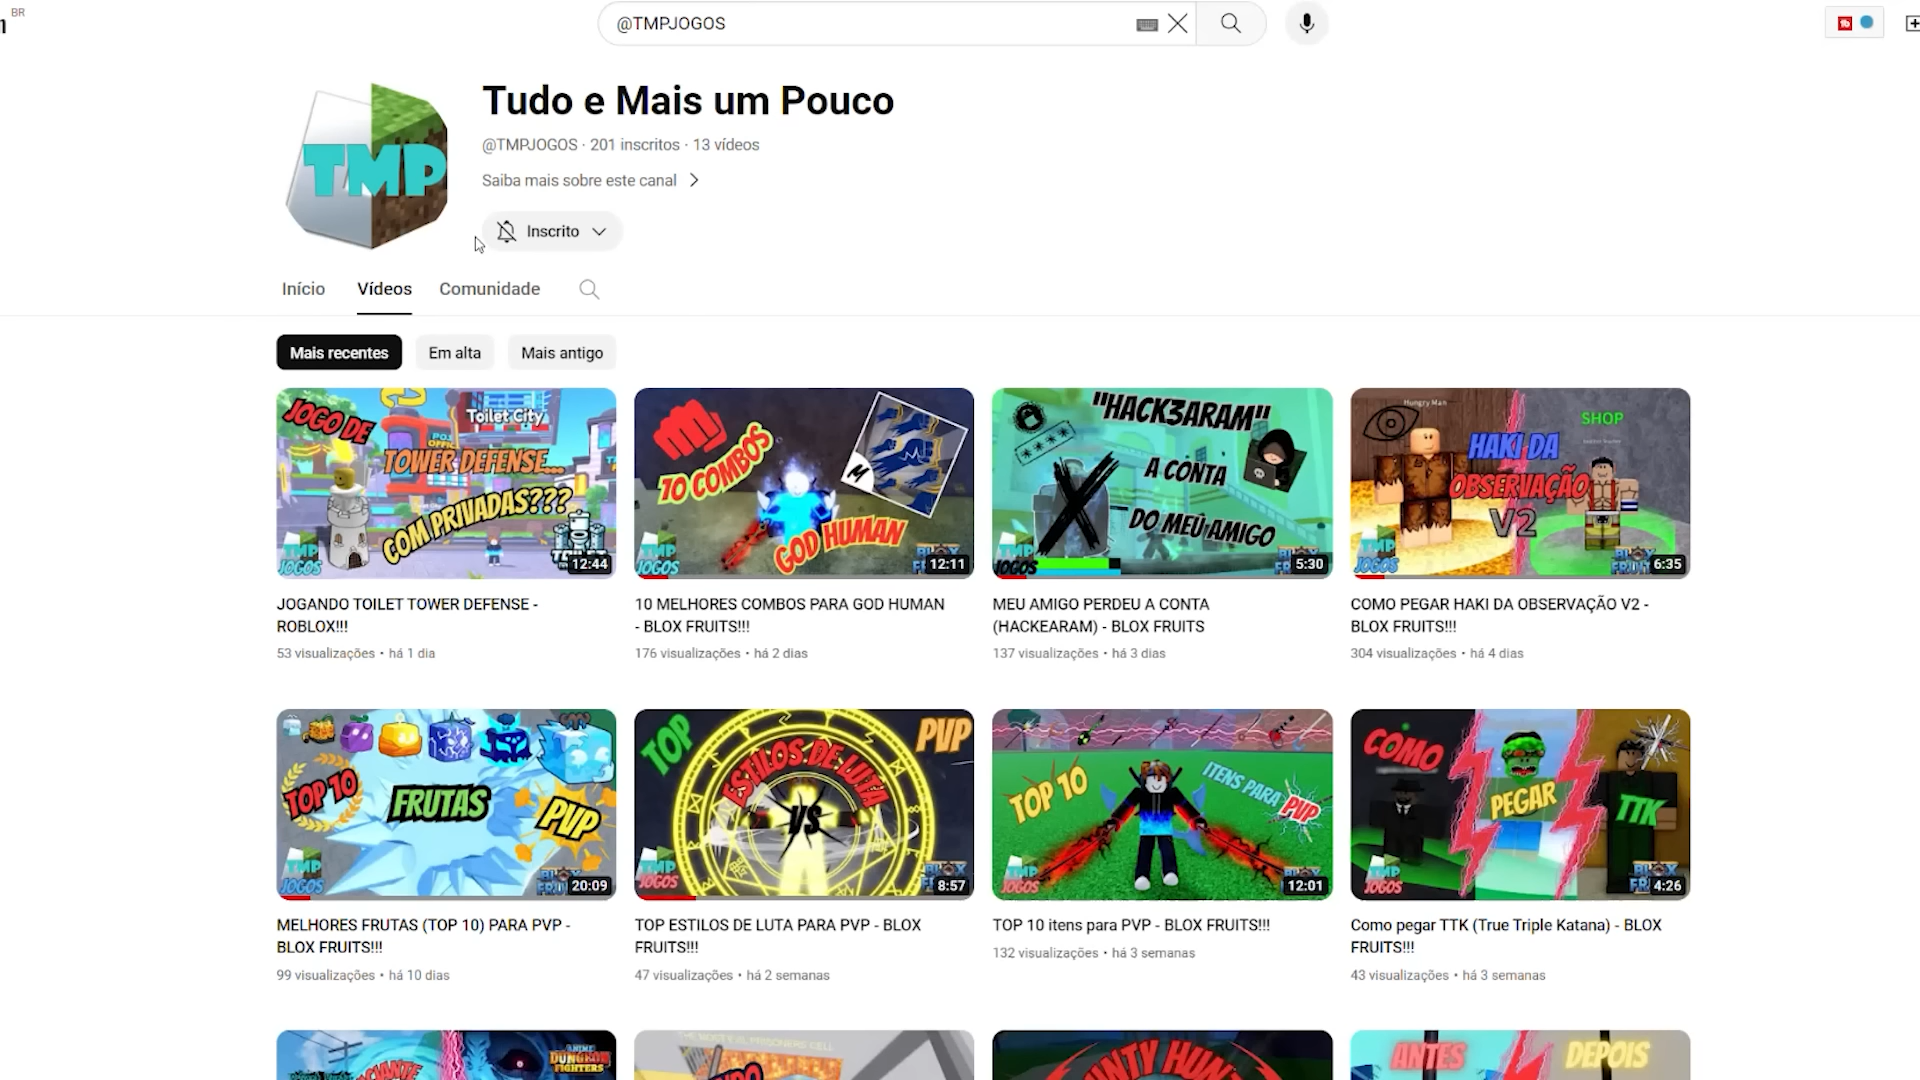 BR
@TMPJOGOS
TMP
Tudo e Mais um Pouco
@TMPJOGOS · 201 inscritos · 13 vídeos
Saiba mais sobre este canal
Inscrito
Início
Vídeos
Comunidade
Mais recentes
Em alta
Mais antigo
JOGO DE
Toilet City
TOWER DEFENSE...
COM PRIVADAS???
TMP
JOGOS
12:44
10 COMBOS
GOD HUMAN
TMP
JOGOS
12:11
"HACK3ARAM"
A CONTA
DO MEU AMIGO
TMP
JOGOS
5:30
Hungry Man
SHOP
HAKI DA
OBSERVAÇÃO
V2
TMP
JOGOS
6:35
JOGANDO TOILET TOWER DEFENSE -
ROBLOX!!!
53 visualizações • há 1 dia
10 MELHORES COMBOS PARA GOD HUMAN
- BLOX FRUITS!!!
176 visualizações • há 2 dias
MEU AMIGO PERDEU A CONTA
(HACKEARAM) - BLOX FRUITS
137 visualizações • há 3 dias
COMO PEGAR HAKI DA OBSERVAÇÃO V2 -
BLOX FRUITS!!!
304 visualizações • há 4 dias
TOP 10
FRUTAS
PVP
TMP
JOGOS
20:09
TOP
PVP
ESTILOS DE LUTA
VS
TMP
JOGOS
8:57
TOP 10
ITENS PARA
PVP
TMP
JOGOS
12:01
COMO
PEGAR
TTK
TMP
JOGOS
4:26
MELHORES FRUTAS (TOP 10) PARA PVP -
BLOX FRUITS!!!
99 visualizações • há 10 dias
TOP ESTILOS DE LUTA PARA PVP - BLOX
FRUITS!!!
47 visualizações • há 2 semanas
TOP 10 itens para PVP - BLOX FRUITS!!!
132 visualizações • há 3 semanas
Como pegar TTK (True Triple Katana) - BLOX
FRUITS!!!
43 visualizações • há 3 semanas
ANIME
DUNGEON
FIGHTERS
ANTES
DEPOIS